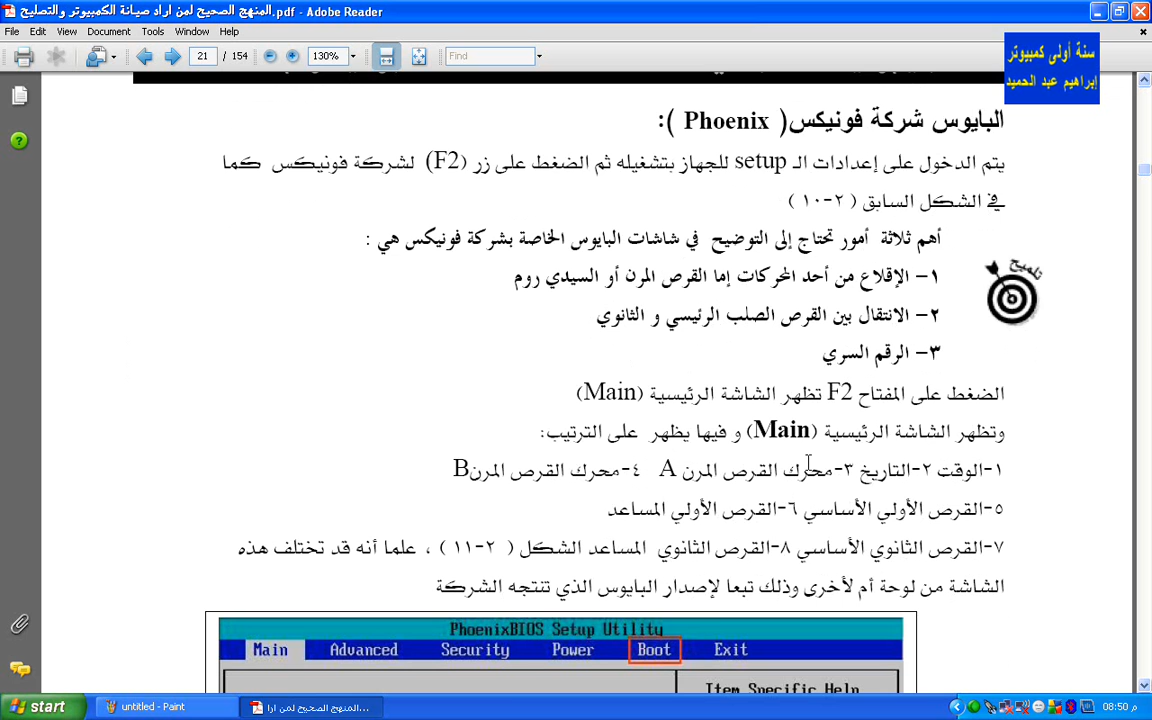 المنهج الصحيح لمن اراد صيانة الكمبيوتر والتصليح.pdf - Adobe Reader
File Edit View Document Tools Window Help
21 / 154 130% Find
سنة أولى كمبيوتر
إبراهيم عبد الحميد
البايوس شركة فونيكس( Phoenix ):
يتم الدخول على إعدادات الـ setup للجهاز بتشغيله ثم الضغط على زر (F2) لشركة فونيكس كما
في الشكل السابق ( ٢-١٠ )
أهم ثلاثة أمور تحتاج إلى التوضيح في شاشات البايوس الخاصة بشركة فونيكس هي :
تلميح
١- الإقلاع من أحد المحركات إما القرص المرن أو السيدي روم
٢- الانتقال بين القرص الصلب الرئيسي و الثانوي
٣- الرقم السري
الضغط على المفتاح F2 تظهر الشاشة الرئيسية (Main)
وتظهر الشاشة الرئيسية (Main) و فيها يظهر على الترتيب:
١-الوقت ٢-التاريخ ٣-محرك القرص المرن A ٤-محرك القرص المرنB
٥-القرص الأولي الأساسي ٦-القرص الأولي المساعد
٧-القرص الثانوي الأساسي ٨-القرص الثانوي المساعد الشكل ( ٢-١١ ) ، علما أنه قد تختلف هذه
الشاشة من لوحة أم لأخرى وذلك تبعا لإصدار البايوس الذي تنتجه الشركة
PhoenixBIOS Setup Utility
Main Advanced Security Power Boot Exit
Item Specific Help
start untitled - Paint المنهج الصحيح لمن ارا... 08:50 م